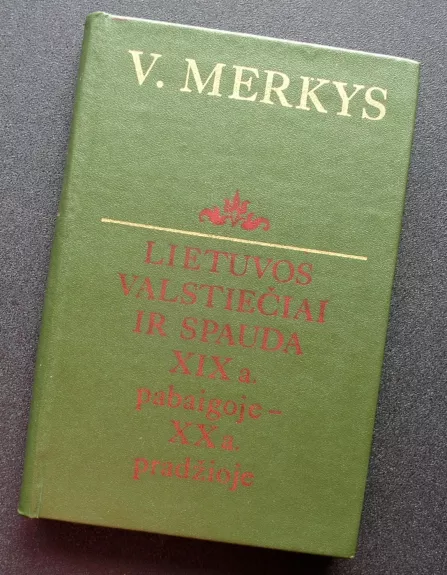 V. MERKYS
LIETUVOS
VALSTIEČIAI
IR SPAUDA
XIX a.
pabaigoje –
XX a.
pradžioje